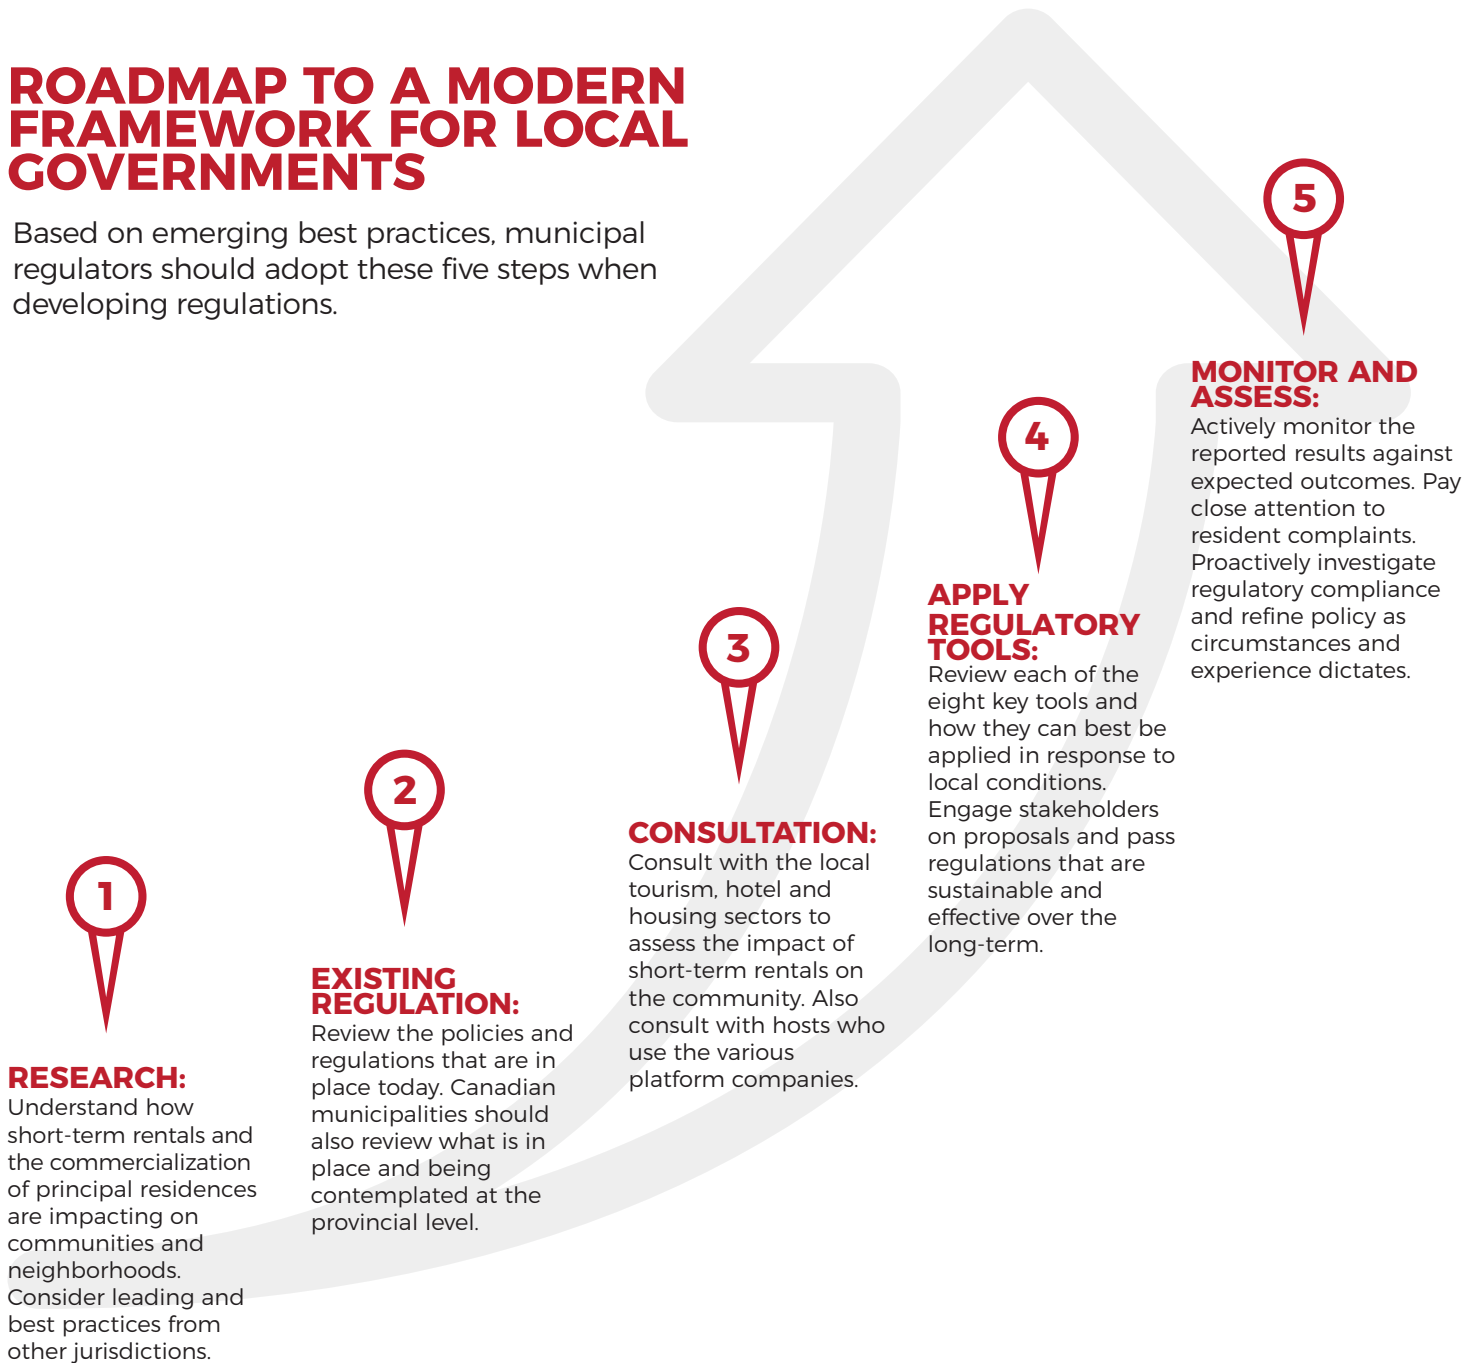 ROADMAP TO A MODERN
FRAMEWORK FOR LOCAL
GOVERNMENTS
Based on emerging best practices, municipal
regulators should adopt these five steps when
developing regulations.
1
RESEARCH:
Understand how
short-term rentals and
the commercialization
of principal residences
are impacting on
communities and
neighborhoods.
Consider leading and
best practices from
other jurisdictions.
2
EXISTING
REGULATION:
Review the policies and
regulations that are in
place today. Canadian
municipalities should
also review what is in
place and being
contemplated at the
provincial level.
3
CONSULTATION:
Consult with the local
tourism, hotel and
housing sectors to
assess the impact of
short-term rentals on
the community. Also
consult with hosts who
use the various
platform companies.
4
APPLY
REGULATORY
TOOLS:
Review each of the
eight key tools and
how they can best be
applied in response to
local conditions.
Engage stakeholders
on proposals and pass
regulations that are
sustainable and
effective over the
long-term.
5
MONITOR AND
ASSESS:
Actively monitor the
reported results against
expected outcomes. Pay
close attention to
resident complaints.
Proactively investigate
regulatory compliance
and refine policy as
circumstances and
experience dictates.